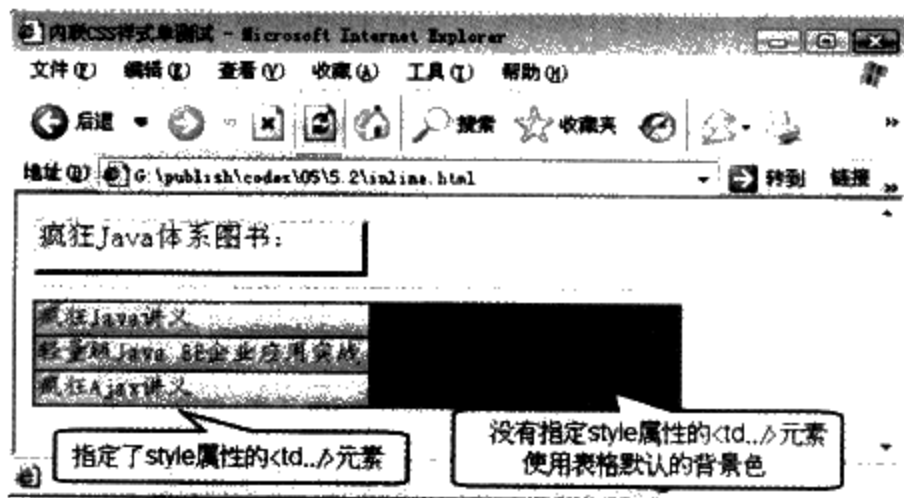 内联CSS样式单测试 - Microsoft Internet Explorer
文件(F) 编辑(E) 查看(V) 收藏(A) 工具(T) 帮助(H)
后退 搜索 收藏夹 »
地址(D) G:\publish\codes\05\5.2\inline.html 转到 链接 »
疯狂Java体系图书：
疯狂Java讲义
轻量级Java EE企业应用实战
疯狂Ajax讲义
指定了style属性的<td../>元素
没有指定style属性的<td../>元素
使用表格默认的背景色